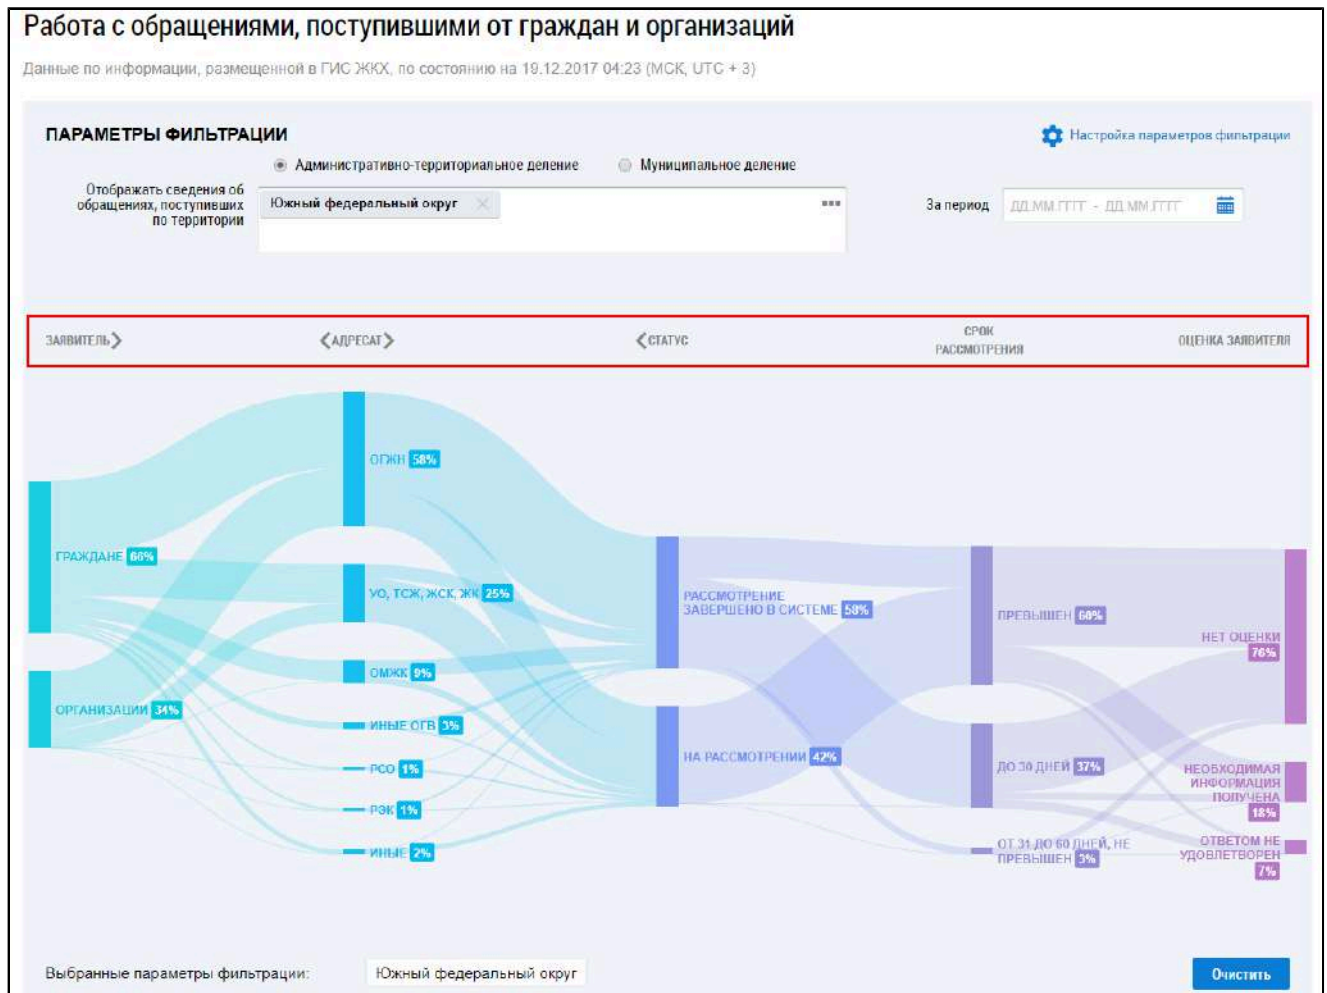 Работа с обращениями, поступившими от граждан и организаций
Данные по информации, размещенной в ГИС ЖКХ, по состоянию на 19.12.2017 04:23 (МСК, UTC + 3)
ПАРАМЕТРЫ ФИЛЬТРАЦИИ
Настройка параметров фильтрации
Административно-территориальное деление
Муниципальное деление
Отображать сведения об
обращениях, поступивших
по территории
Южный федеральный округ
За период
ДД.ММ.ГГГГ - ДД.ММ.ГГГГ
ЗАЯВИТЕЛЬ
АДРЕСАТ
СТАТУС
СРОК
РАССМОТРЕНИЯ
ОЦЕНКА ЗАЯВИТЕЛЯ
ГРАЖДАНЕ 66%
ОРГАНИЗАЦИИ 34%
ОГЖН 58%
УО, ТСЖ, ЖСК, ЖК 25%
ОМЖК 9%
ИНЫЕ ОГВ 3%
РСО 1%
РЭК 1%
ИНЫЕ 2%
РАССМОТРЕНИЕ
ЗАВЕРШЕНО В СИСТЕМЕ 58%
НА РАССМОТРЕНИИ 42%
ПРЕВЫШЕН 60%
ДО 30 ДНЕЙ 37%
ОТ 31 ДО 60 ДНЕЙ, НЕ
ПРЕВЫШЕН 3%
НЕТ ОЦЕНКИ
76%
НЕОБХОДИМАЯ
ИНФОРМАЦИЯ
ПОЛУЧЕНА
18%
ОТВЕТОМ НЕ
УДОВЛЕТВОРЕН
7%
Выбранные параметры фильтрации:
Южный федеральный округ
Очистить